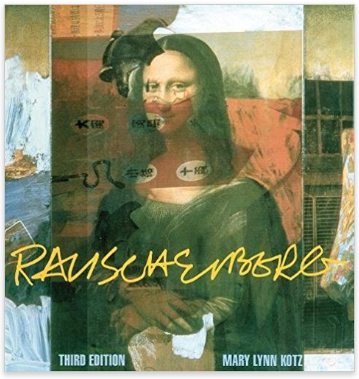 RAUSCHENBERG
THIRD EDITION MARY LYNN KOTZ